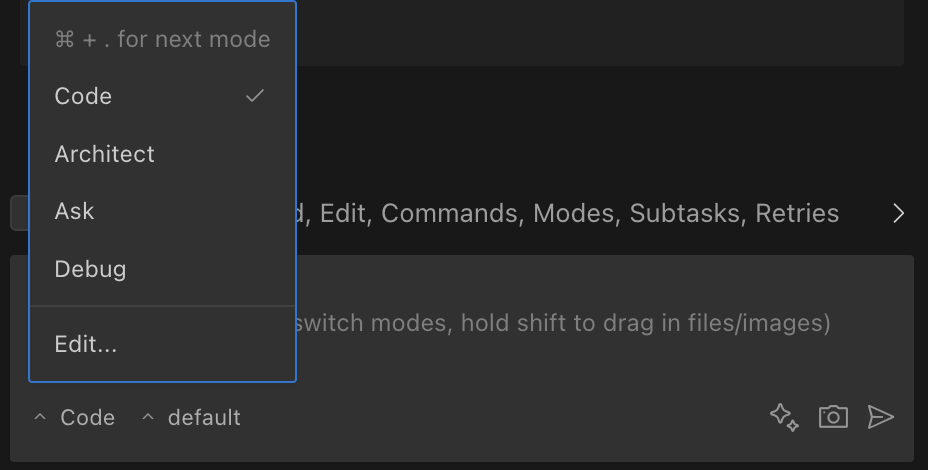 ⌘ + . for next mode
Code
Architect
Ask
Debug
Edit...
, Edit, Commands, Modes, Subtasks, Retries
switch modes, hold shift to drag in files/images)
Code default